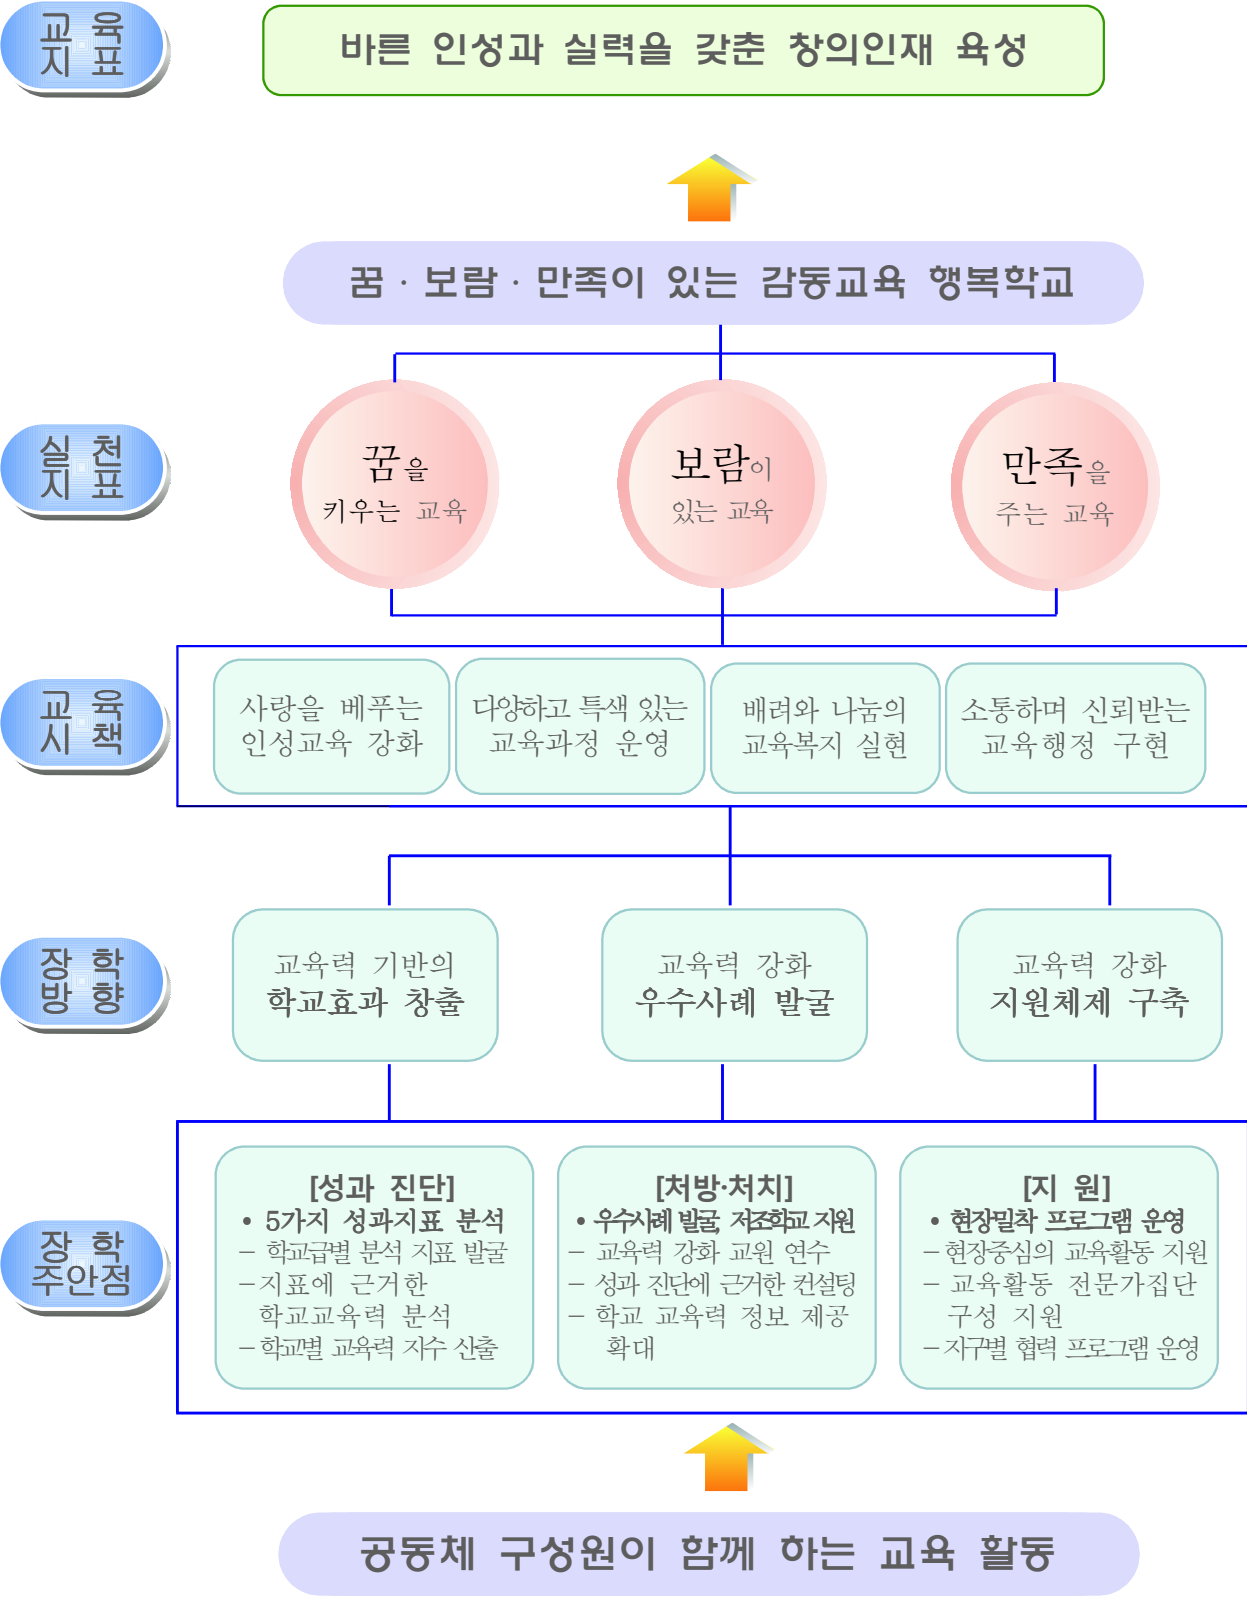 교 육
지 표
바른 인성과 실력을 갖춘 창의인재 육성
꿈 · 보람 · 만족이 있는 감동교육 행복학교
실 천
지 표
꿈을
키우는 교육
보람이
있는 교육
만족을
주는 교육
교 육
시 책
사랑을 베푸는
인성교육 강화
다양하고 특색 있는
교육과정 운영
배려와 나눔의
교육복지 실현
소통하며 신뢰받는
교육행정 구현
장 학
방 향
교육력 기반의
학교효과 창출
교육력 강화
우수사례 발굴
교육력 강화
지원체제 구축
장 학
주안점
[성과 진단]
• 5가지 성과지표 분석
– 학교급별 분석 지표 발굴
– 지표에 근거한
학교교육력 분석
– 학교별 교육력 지수 산출
[처방·처치]
• 우수사례 발굴, 저조학교 지원
– 교육력 강화 교원 연수
– 성과 진단에 근거한 컨설팅
– 학교 교육력 정보 제공
확대
[지 원]
• 현장밀착 프로그램 운영
– 현장중심의 교육활동 지원
– 교육활동 전문가집단
구성 지원
– 지구별 협력 프로그램 운영
공동체 구성원이 함께 하는 교육 활동